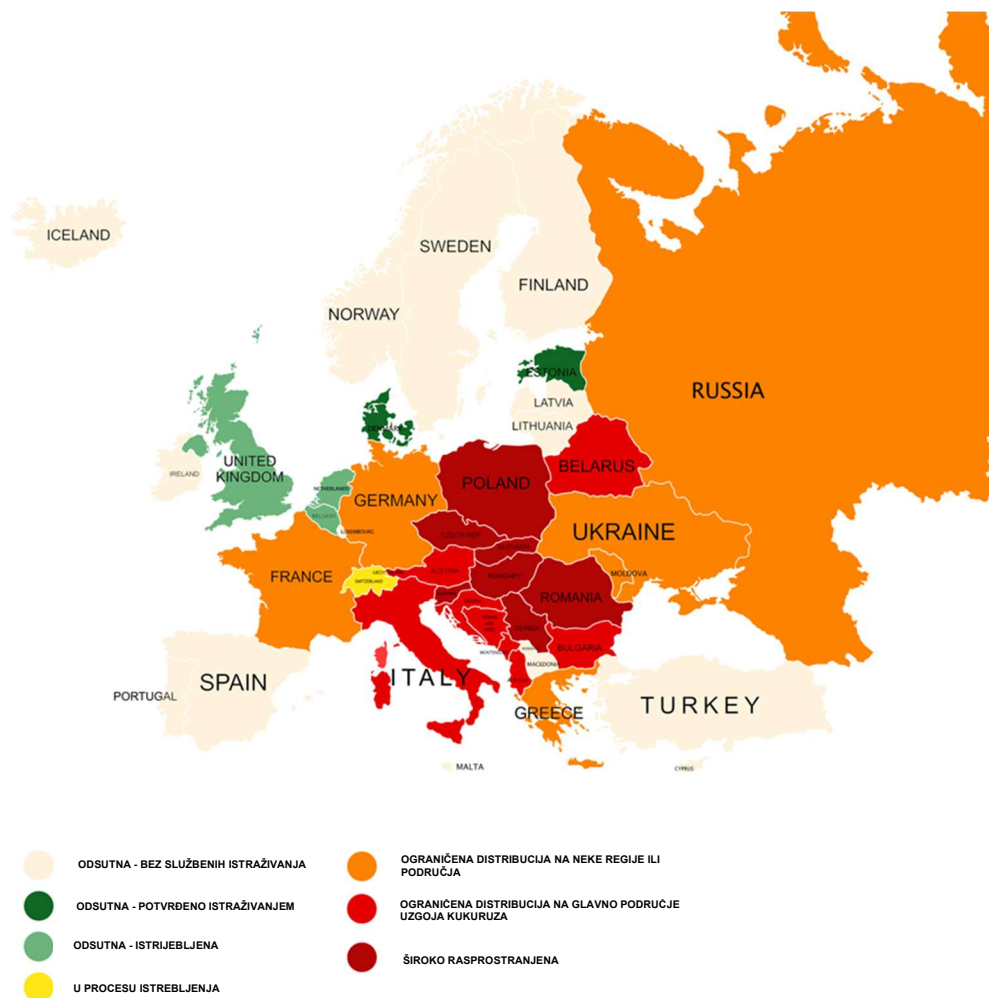 ICELAND
SWEDEN
FINLAND
NORWAY
ESTONIA
RUSSIA
LATVIA
DENMARK
LITHUANIA
UNITED
KINGDOM
IRELAND
BELARUS
NETHERLANDS
POLAND
GERMANY
LUXEMBOURG
UKRAINE
CZECH REP.
SLOVAKIA
FRANCE
AUSTRIA
MOLDOVA
SWITZERLAND
HUNGARY
ROMANIA
SERBIA
BULGARIA
MACEDONIA
ITALY
SPAIN
PORTUGAL
GREECE
TURKEY
MALTA
CYPRUS
ODSUTNA - BEZ SLUŽBENIH ISTRAŽIVANJA
ODSUTNA - POTVRĐENO ISTRAŽIVANJEM
ODSUTNA - ISTRIJEBLJENA
U PROCESU ISTREBLJENJA
OGRANIČENA DISTRIBUCIJA NA NEKE REGIJE ILI
PODRUČJA
OGRANIČENA DISTRIBUCIJA NA GLAVNO PODRUČJE
UZGOJA KUKURUZA
ŠIROKO RASPROSTRANJENA